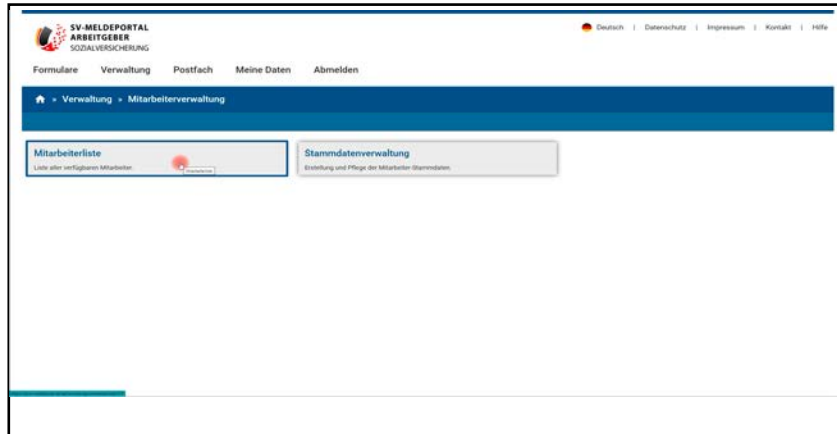 SV-MELDEPORTAL
ARBEITGEBER
SOZIALVERSICHERUNG
Deutsch | Datenschutz | Impressum | Kontakt | Hilfe
Formulare Verwaltung Postfach Meine Daten Abmelden
» Verwaltung » Mitarbeiterverwaltung
Mitarbeiterliste
Liste aller verfügbaren Mitarbeiter
Stammdatenverwaltung
Erstellung und Pflege der Mitarbeiter-Stammdaten